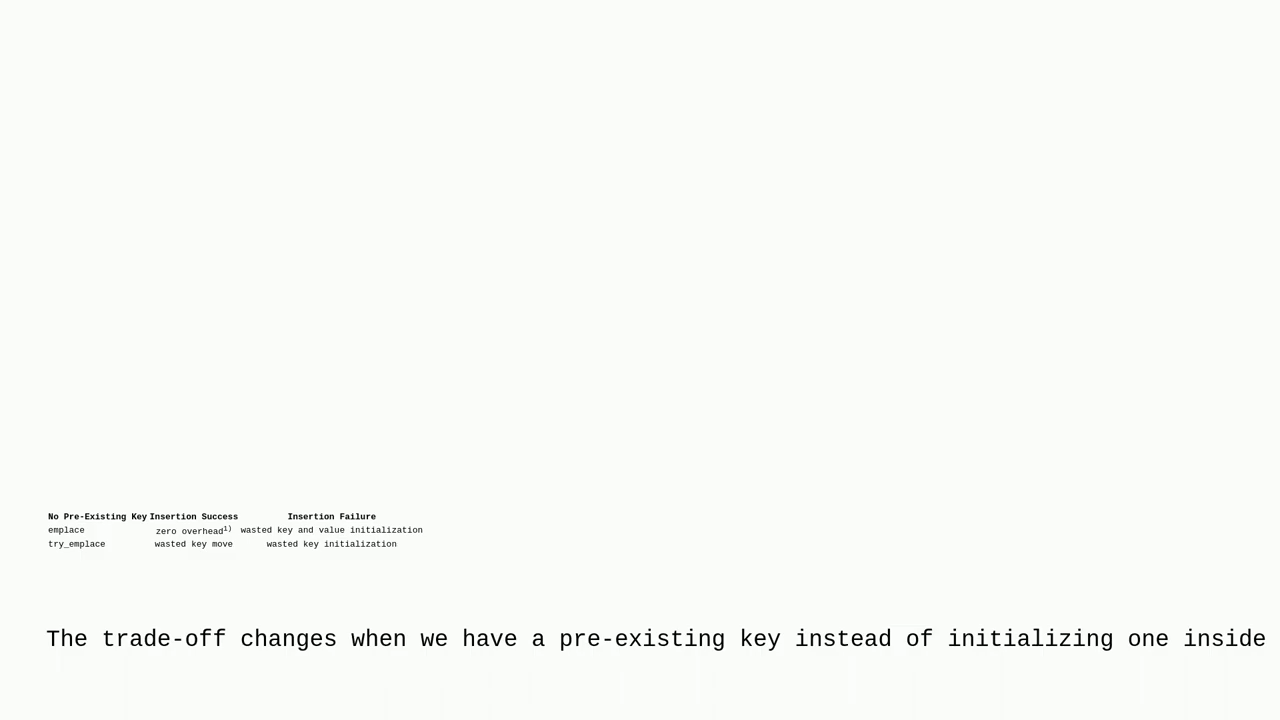 No Pre-Existing Key Insertion Success Insertion Failure
emplace zero overhead1) wasted key and value initialization
try_emplace wasted key move wasted key initialization
The trade-off changes when we have a pre-existing key instead of initializing one inside